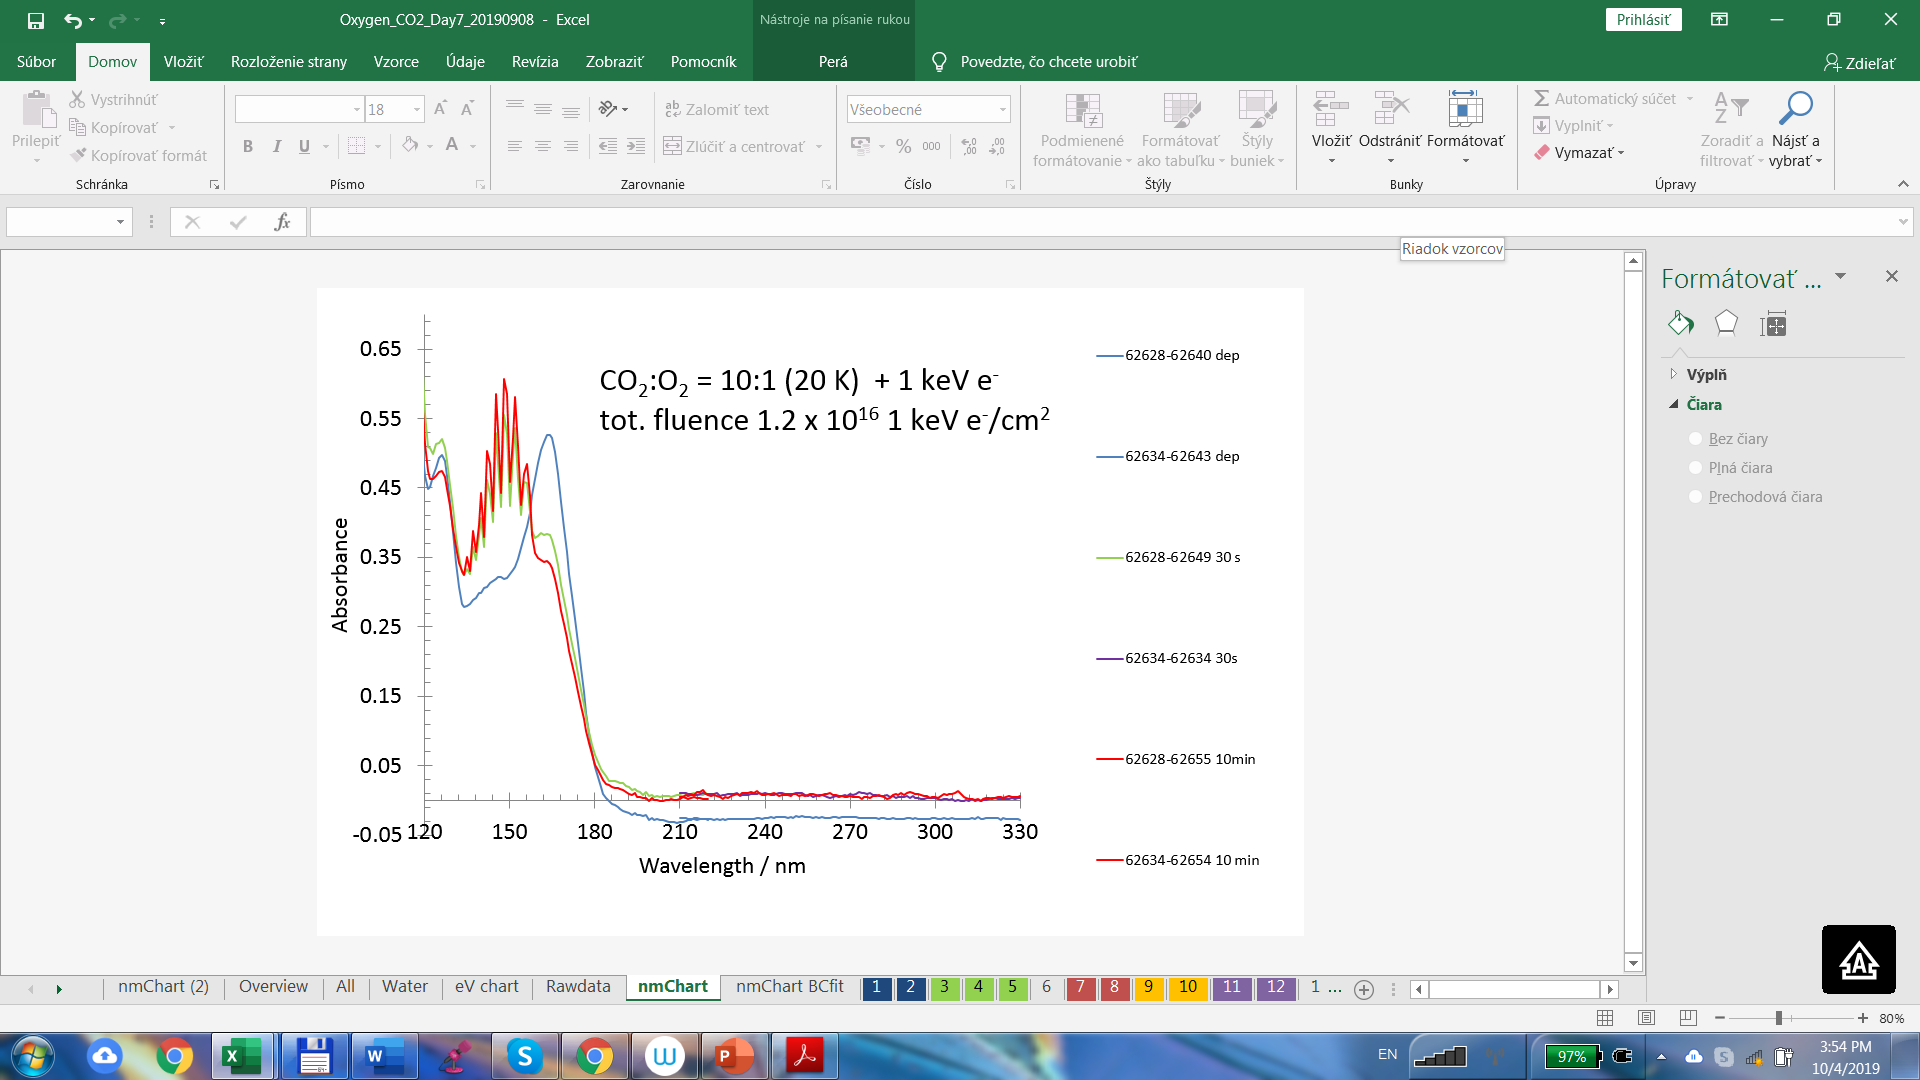 Oxygen_CO2_Day7_20190908 - Excel
Nástroje na písanie rukou
Prihlásiť
Súbor Domov Vložiť Rozloženie strany Vzorce Údaje Revízia Zobraziť Pomocník Perá Povedzte, čo chcete urobiť Zdieľať
Prilepiť
Vystrihnúť
Kopírovať
Kopírovať formát
Schránka
18
B I U
Písmo
Zalomiť text
Zlúčiť a centrovať
Zarovnanie
Všeobecné
% 000
Číslo
Podmienené formátovanie
Formátovať ako tabuľku
Štýly buniek
Štýly
Vložiť Odstrániť Formátovať
Bunky
Automatický súčet
Vyplniť
Vymazať
Zoradiť a filtrovať
Nájsť a vybrať
Úpravy
fx
Riadok vzorcov
Formátovať ...
Výplň
Čiara
Bez čiary
Plná čiara
Prechodová čiara
CO₂:O₂ = 10:1 (20 K) + 1 keV e⁻
tot. fluence 1.2 x 10¹⁶ 1 keV e⁻/cm²
Absorbance
0.65
0.55
0.45
0.35
0.25
0.15
0.05
-0.05
120 150 180 210 240 270 300 330
Wavelength / nm
62628-62640 dep
62634-62643 dep
62628-62649 30 s
62634-62634 30s
62628-62655 10min
62634-62654 10 min
nmChart (2) Overview All Water eV chart Rawdata nmChart nmChart BCfit 1 2 3 4 5 6 7 8 9 10 11 12 1 ...
80%
EN
97%
3:54 PM
10/4/2019